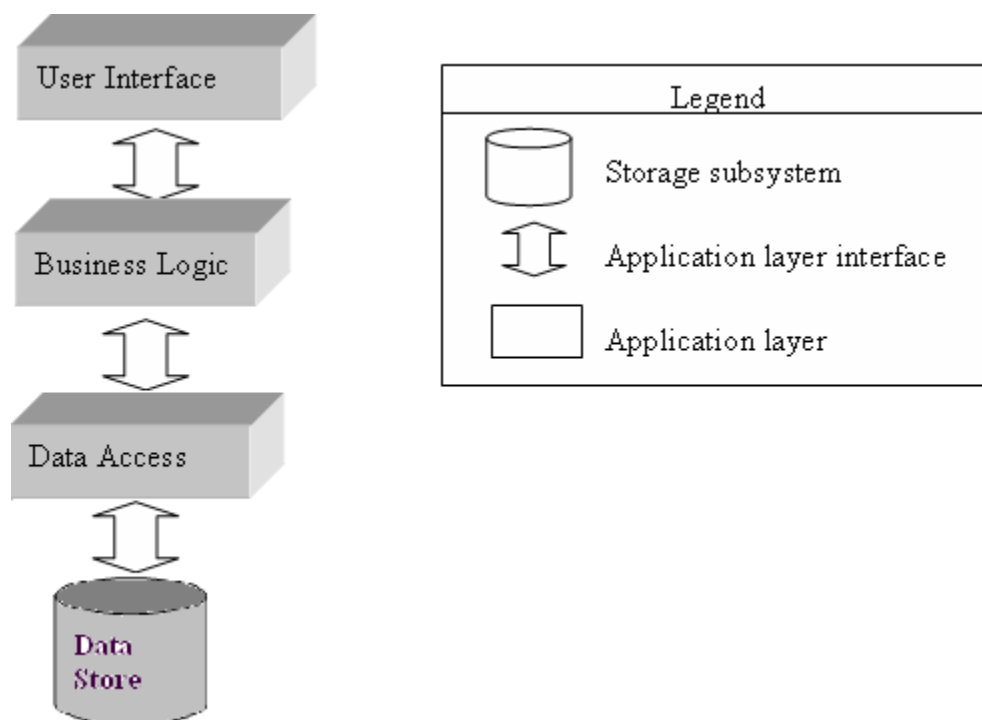 User Interface
Business Logic
Data Access
Data
Store
Legend
Storage subsystem
Application layer interface
Application layer